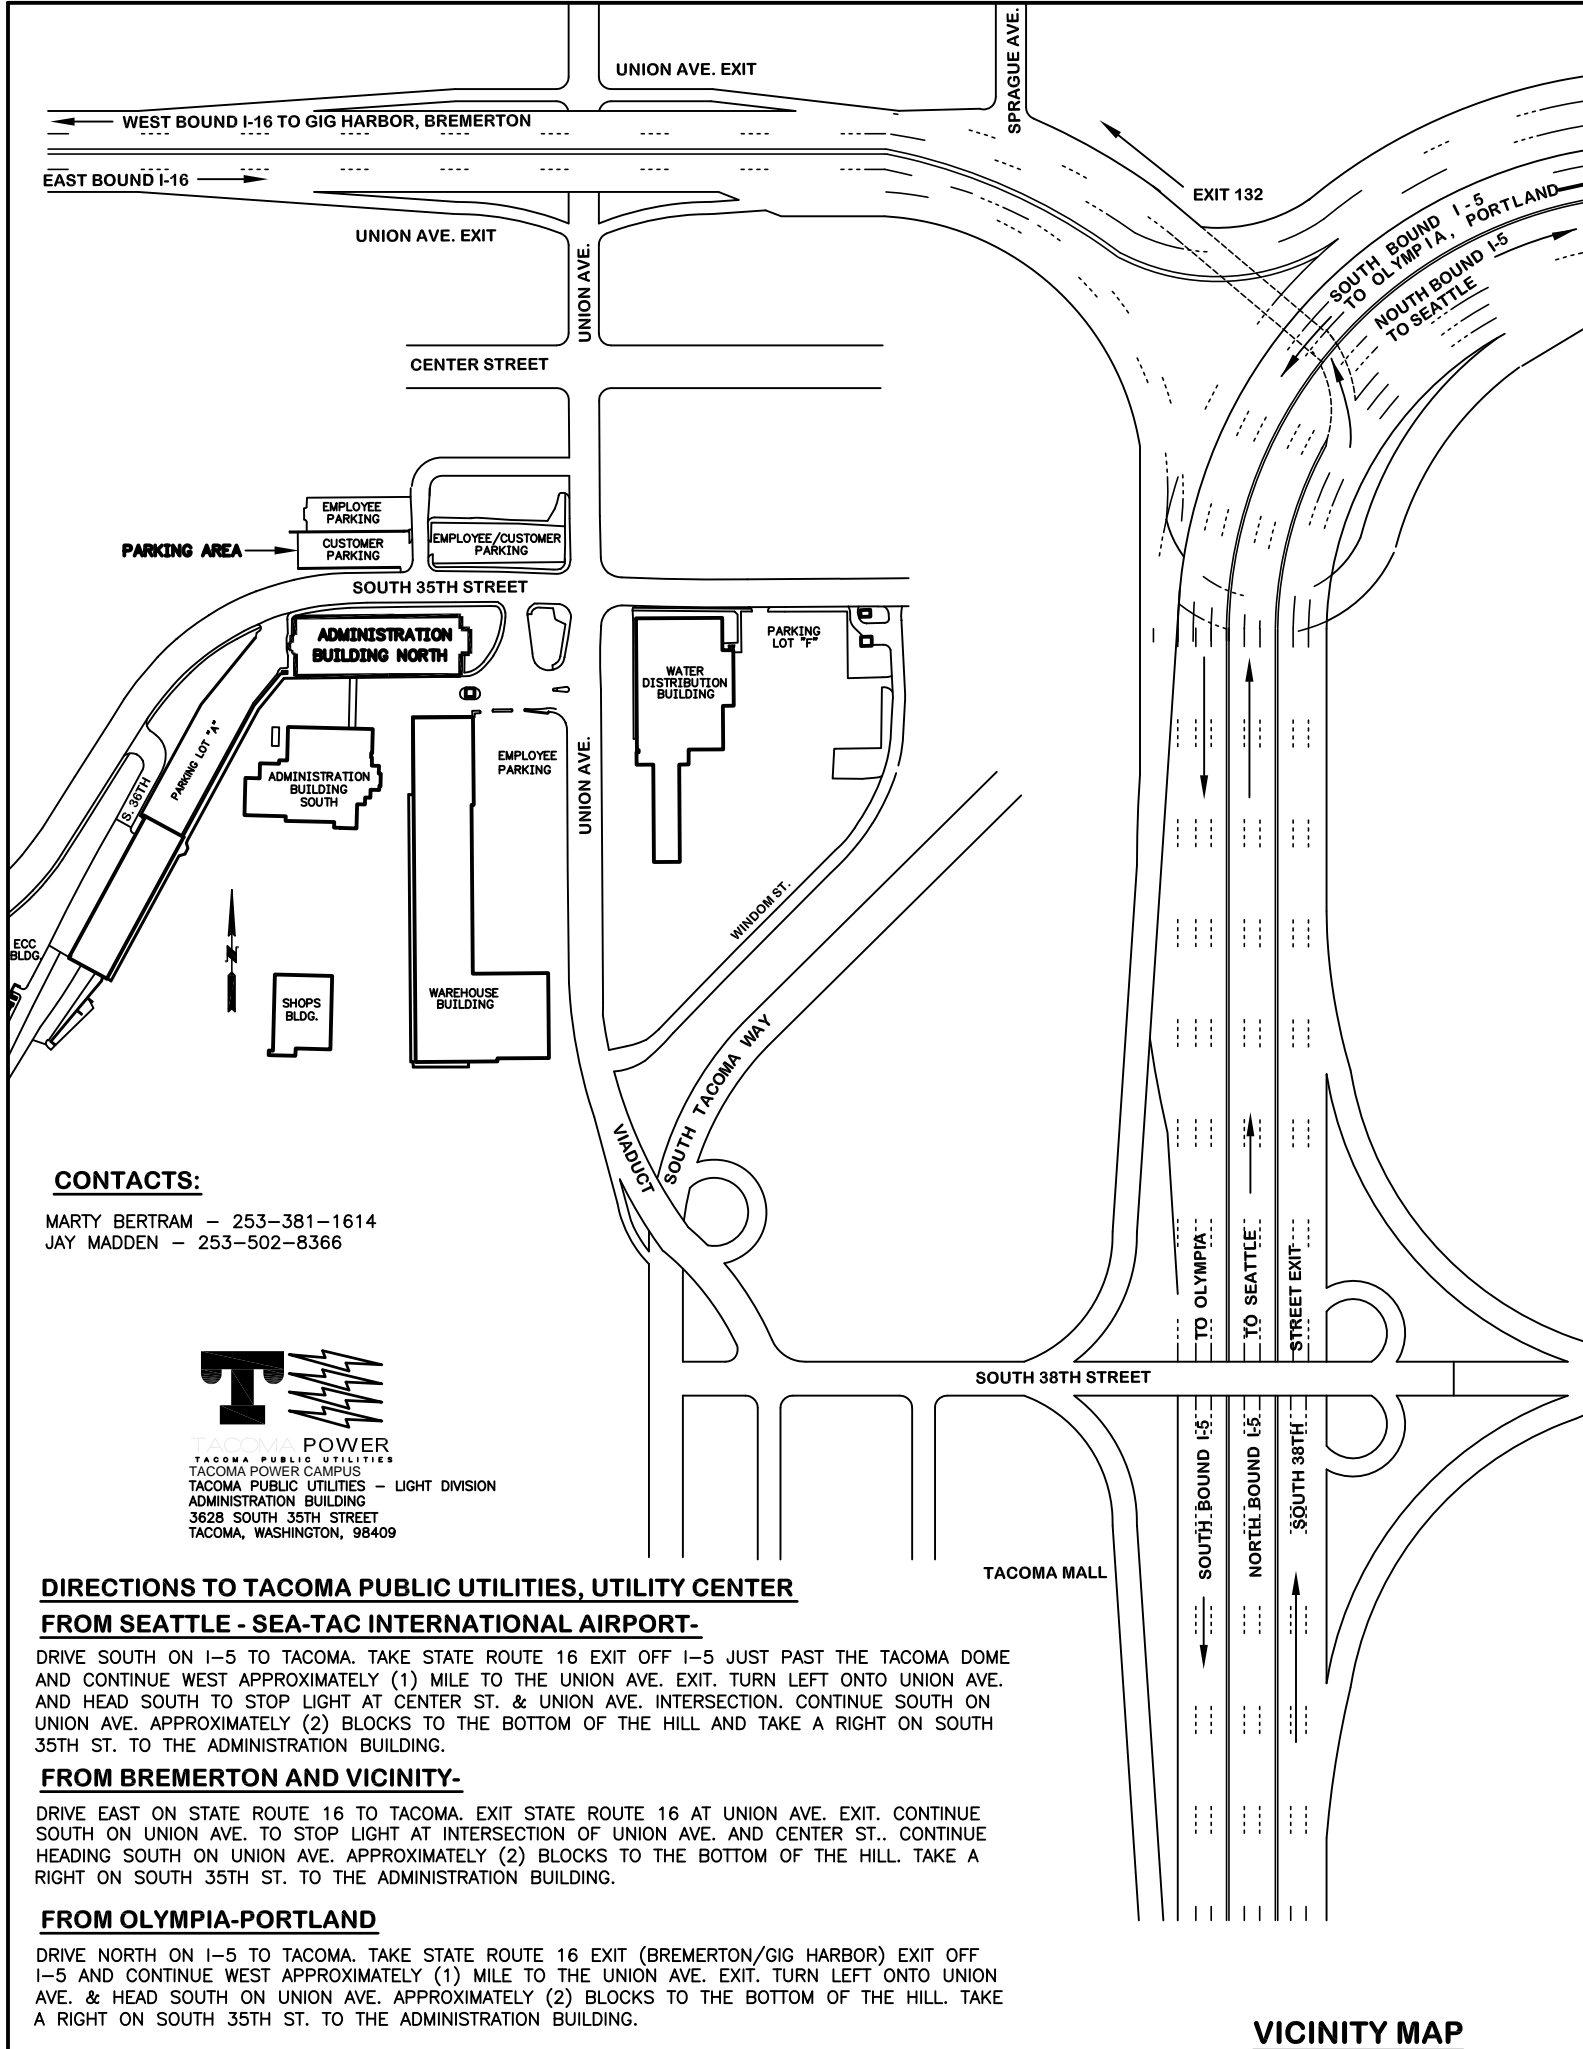 UNION AVE. EXIT
SPRAGUE AVE.
WEST BOUND I-16 TO GIG HARBOR, BREMERTON
EAST BOUND I-16
EXIT 132
UNION AVE. EXIT
UNION AVE.
SOUTH BOUND I-5
TO OLYMPIA, PORTLAND
NOUTH BOUND I-5
TO SEATTLE
CENTER STREET
EMPLOYEE
PARKING
PARKING AREA
CUSTOMER
PARKING
EMPLOYEE/CUSTOMER
PARKING
SOUTH 35TH STREET
ADMINISTRATION
BUILDING NORTH
PARKING
LOT "F"
WATER
DISTRIBUTION
BUILDING
PARKING LOT "A"
S. 36TH
ADMINISTRATION
BUILDING
SOUTH
EMPLOYEE
PARKING
UNION AVE.
WINDOM ST.
ECC
BLDG.
N
SHOPS
BLDG.
WAREHOUSE
BUILDING
SOUTH TACOMA WAY
VIADUCT
CONTACTS:
MARTY BERTRAM – 253–381–1614
JAY MADDEN – 253–502–8366
TO OLYMPIA
TO SEATTLE
STREET EXIT
SOUTH 38TH STREET
SOUTH BOUND I-5
NORTH BOUND I-5
SOUTH 38TH
TACOMA MALL
TACOMA POWER
TACOMA PUBLIC UTILITIES
TACOMA POWER CAMPUS
TACOMA PUBLIC UTILITIES – LIGHT DIVISION
ADMINISTRATION BUILDING
3628 SOUTH 35TH STREET
TACOMA, WASHINGTON, 98409
DIRECTIONS TO TACOMA PUBLIC UTILITIES, UTILITY CENTER
FROM SEATTLE - SEA-TAC INTERNATIONAL AIRPORT-
DRIVE SOUTH ON I–5 TO TACOMA. TAKE STATE ROUTE 16 EXIT OFF I–5 JUST PAST THE TACOMA DOME
AND CONTINUE WEST APPROXIMATELY (1) MILE TO THE UNION AVE. EXIT. TURN LEFT ONTO UNION AVE.
AND HEAD SOUTH TO STOP LIGHT AT CENTER ST. & UNION AVE. INTERSECTION. CONTINUE SOUTH ON
UNION AVE. APPROXIMATELY (2) BLOCKS TO THE BOTTOM OF THE HILL AND TAKE A RIGHT ON SOUTH
35TH ST. TO THE ADMINISTRATION BUILDING.
FROM BREMERTON AND VICINITY-
DRIVE EAST ON STATE ROUTE 16 TO TACOMA. EXIT STATE ROUTE 16 AT UNION AVE. EXIT. CONTINUE
SOUTH ON UNION AVE. TO STOP LIGHT AT INTERSECTION OF UNION AVE. AND CENTER ST.. CONTINUE
HEADING SOUTH ON UNION AVE. APPROXIMATELY (2) BLOCKS TO THE BOTTOM OF THE HILL. TAKE A
RIGHT ON SOUTH 35TH ST. TO THE ADMINISTRATION BUILDING.
FROM OLYMPIA-PORTLAND
DRIVE NORTH ON I–5 TO TACOMA. TAKE STATE ROUTE 16 EXIT (BREMERTON/GIG HARBOR) EXIT OFF
I–5 AND CONTINUE WEST APPROXIMATELY (1) MILE TO THE UNION AVE. EXIT. TURN LEFT ONTO UNION
AVE. & HEAD SOUTH ON UNION AVE. APPROXIMATELY (2) BLOCKS TO THE BOTTOM OF THE HILL. TAKE
A RIGHT ON SOUTH 35TH ST. TO THE ADMINISTRATION BUILDING.
VICINITY MAP